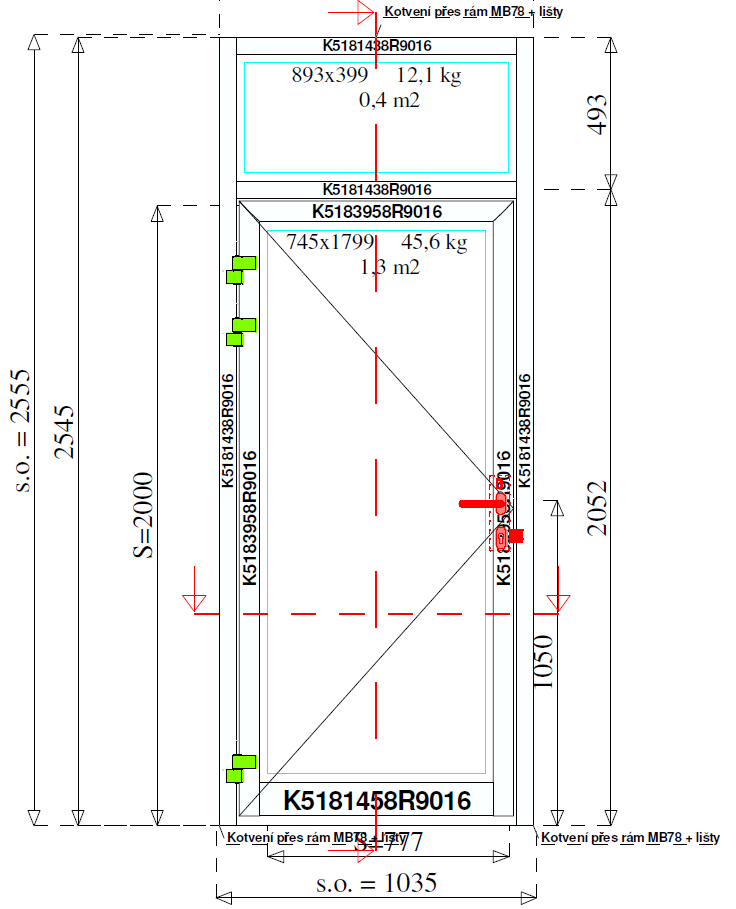 Kotvení přes rám MB78 + lišty
K5181438R9016
893x399 12,1 kg
0,4 m2
493
K5181438R9016
K5183958R9016
745x1799 45,6 kg
1,3 m2
s.o. = 2555
2545
S=2000
K5181438R9016
K5183958R9016
K5181438R9016
2052
1050
K5181458R9016
Kotvení přes rám MB78 + lišty
Kotvení přes rám MB78 + lišty
S=777
s.o. = 1035